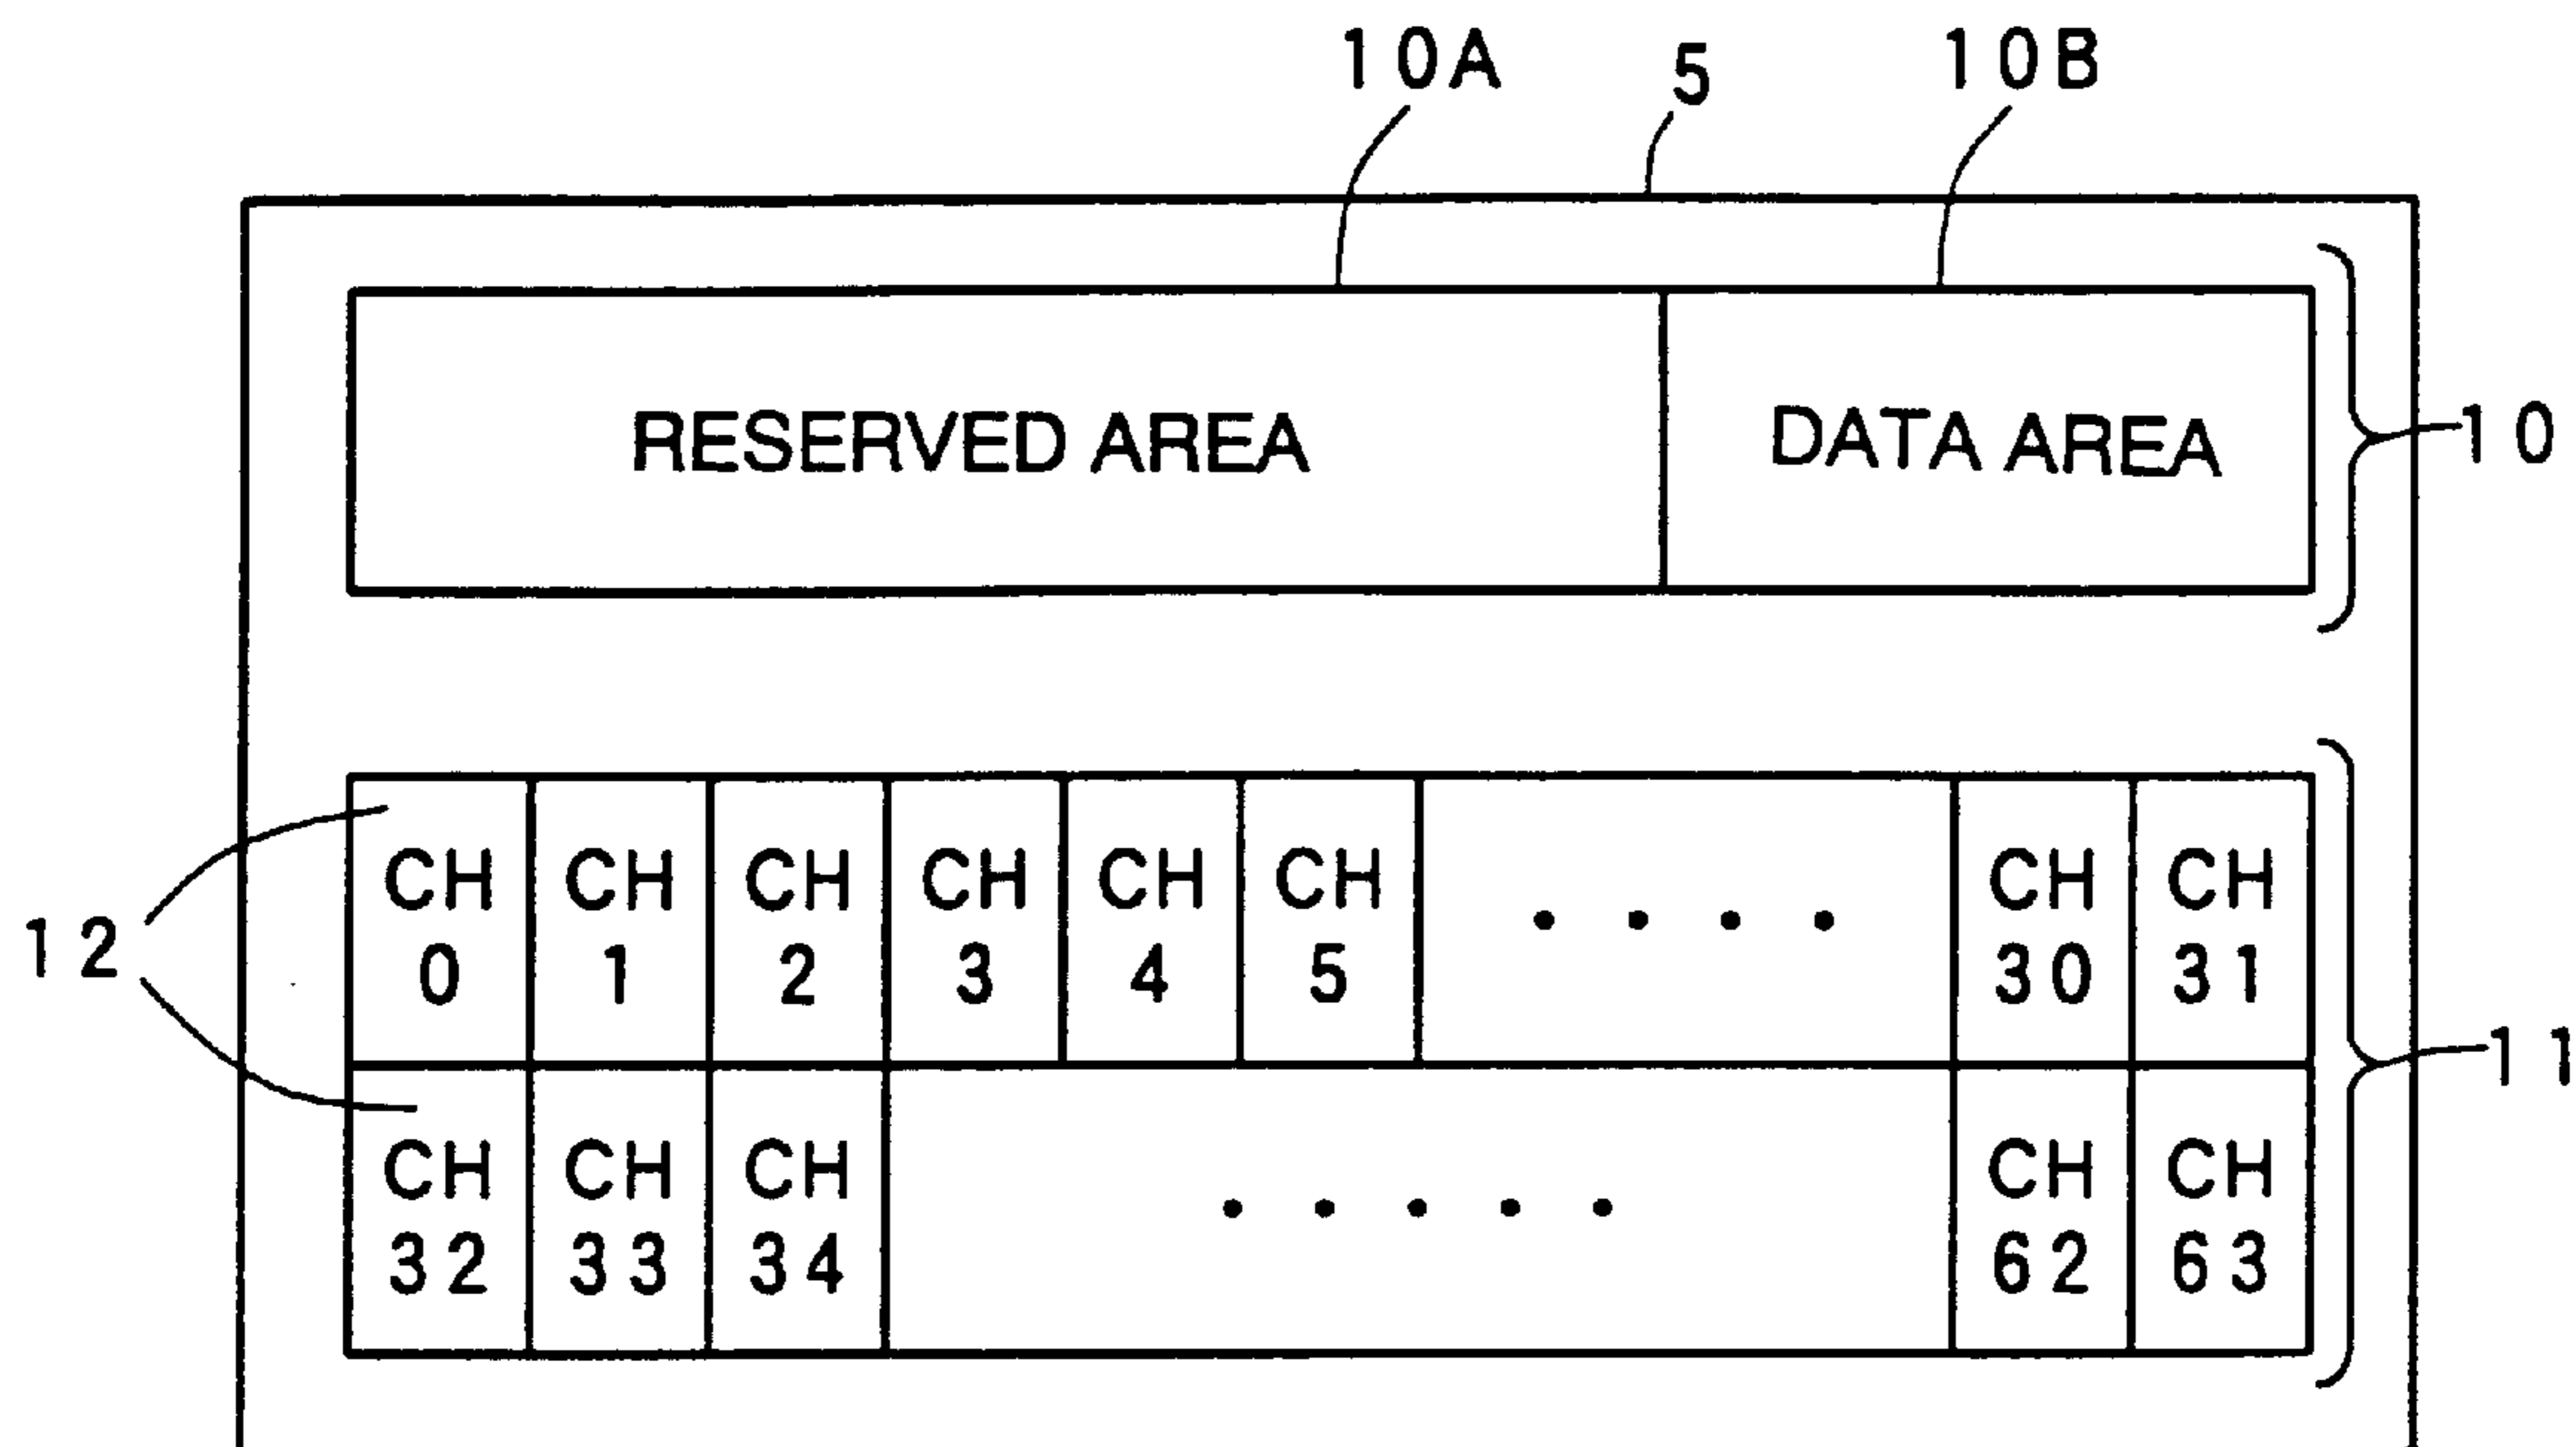 10A 5 10B
RESERVED AREA DATA AREA
10
CH CH CH CH CH CH · · · · CH CH
0 1 2 3 4 5 30 31
12
11
CH CH CH · · · · · CH CH
32 33 34 62 63